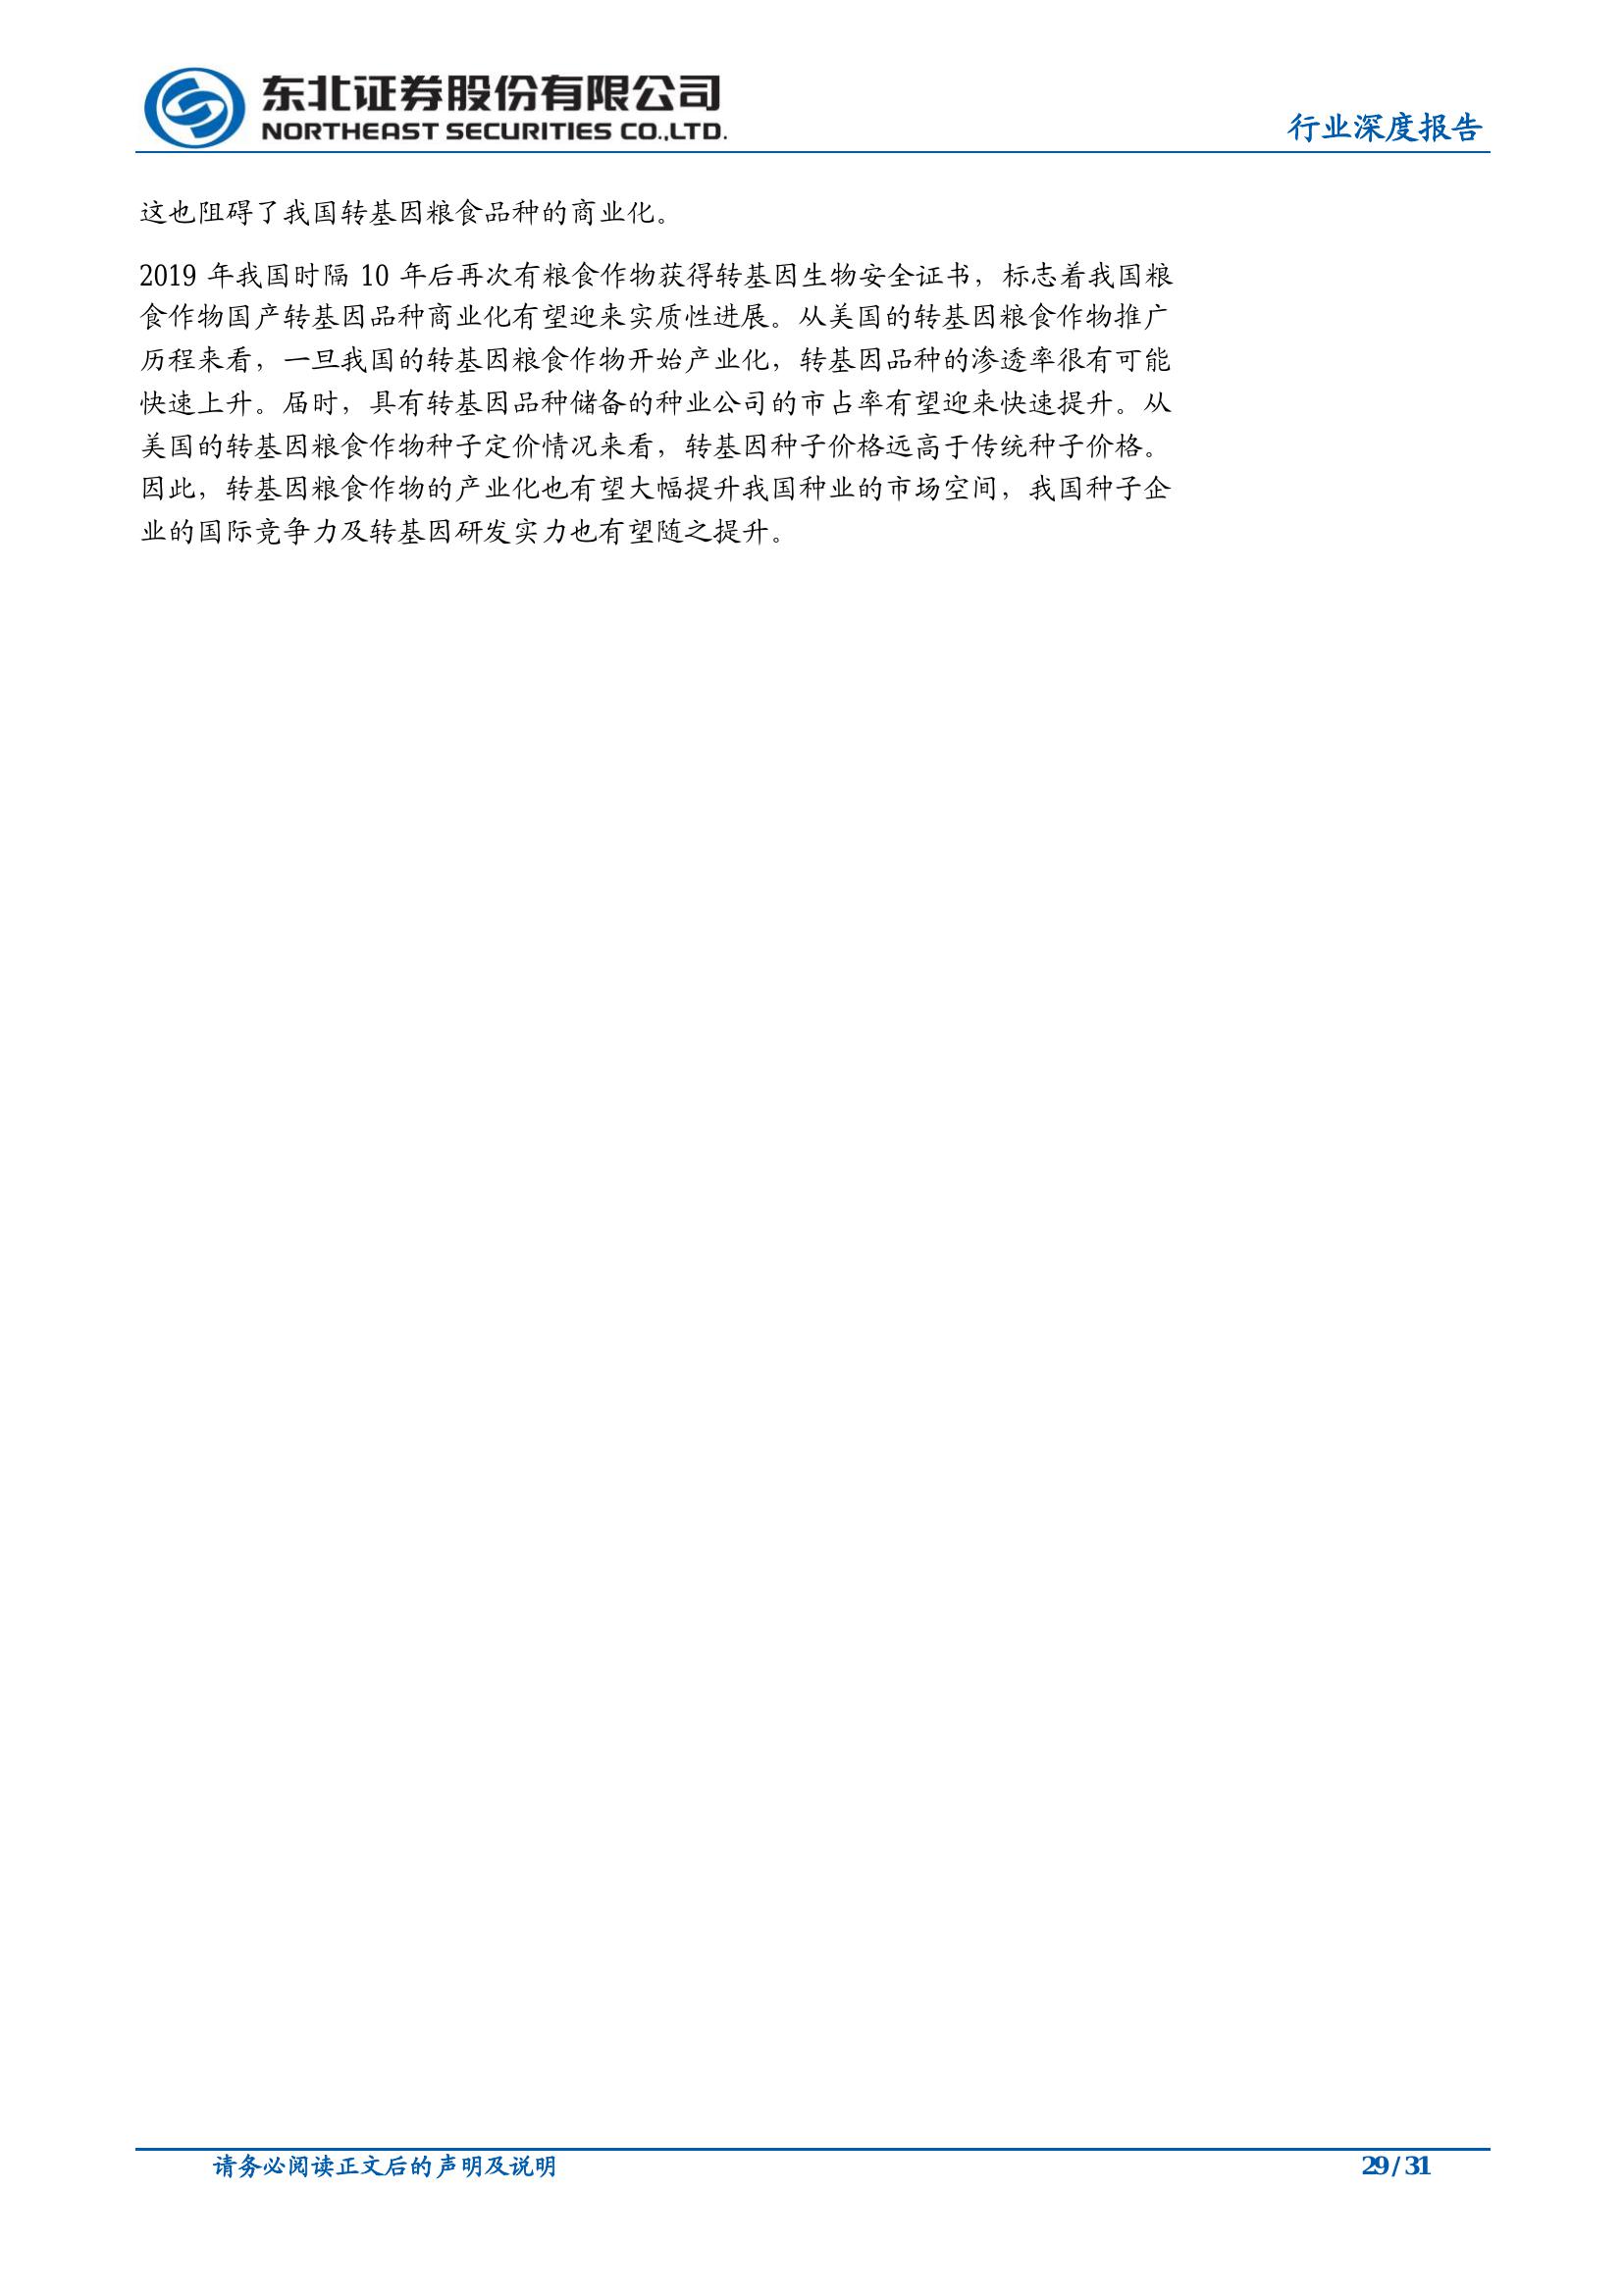 东北证券股份有限公司
NORTHEAST SECURITIES CO.,LTD.
行业深度报告
这也阻碍了我国转基因粮食品种的商业化。
2019 年我国时隔 10 年后再次有粮食作物获得转基因生物安全证书，标志着我国粮
食作物国产转基因品种商业化有望迎来实质性进展。从美国的转基因粮食作物推广
历程来看，一旦我国的转基因粮食作物开始产业化，转基因品种的渗透率很有可能
快速上升。届时，具有转基因品种储备的种业公司的市占率有望迎来快速提升。从
美国的转基因粮食作物种子定价情况来看，转基因种子价格远高于传统种子价格。
因此，转基因粮食作物的产业化也有望大幅提升我国种业的市场空间，我国种子企
业的国际竞争力及转基因研发实力也有望随之提升。
请务必阅读正文后的声明及说明
29 / 31